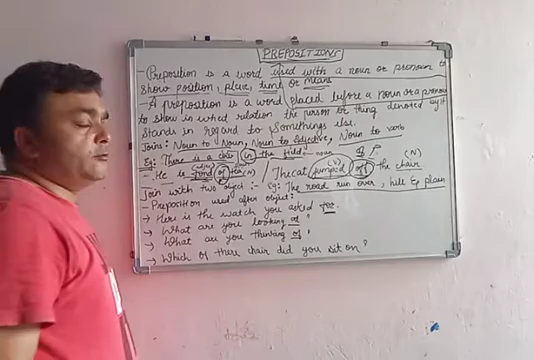 PREPOSITIONS
- Preposition is a word used with a noun or pronoun to
show position, place, time or means
- A preposition is a word (placed before a noun or a pronoun
to show in what relation the person or thing denoted by it
stands in regard to somethings else.
Joins: Noun to Noun, Noun to Adjective, Noun to verb
Eg: There is a cow in the field. noun of
- He is fond of tea (N) / The cat jumped (V) off the chair (N)
Join with two object:- Eg: The road run over, hill & plain
- Preposition used after object:
→ Here is the watch you asked for.
→ What are you looking at?
→ What are you thinking of?
→ Which of there chair did you sit on?